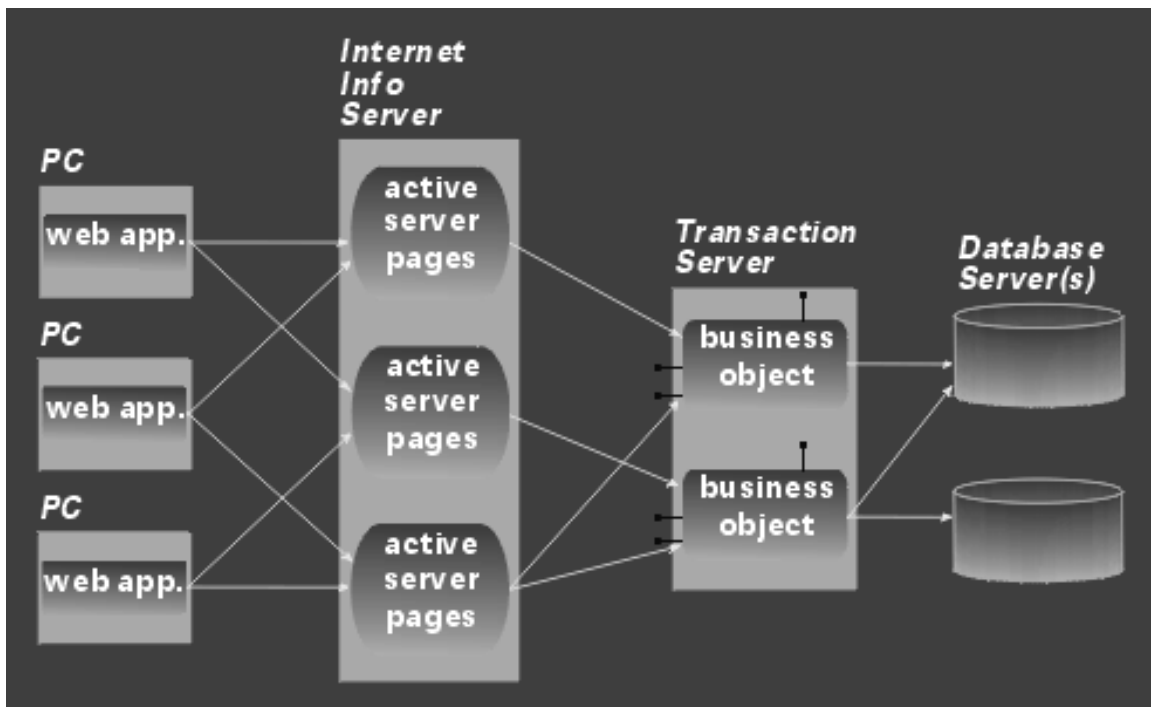 PC
web app.
PC
web app.
PC
web app.
Internet
Info
Server
active
server
pages
active
server
pages
active
server
pages
Transaction
Server
business
object
business
object
Database
Server(s)